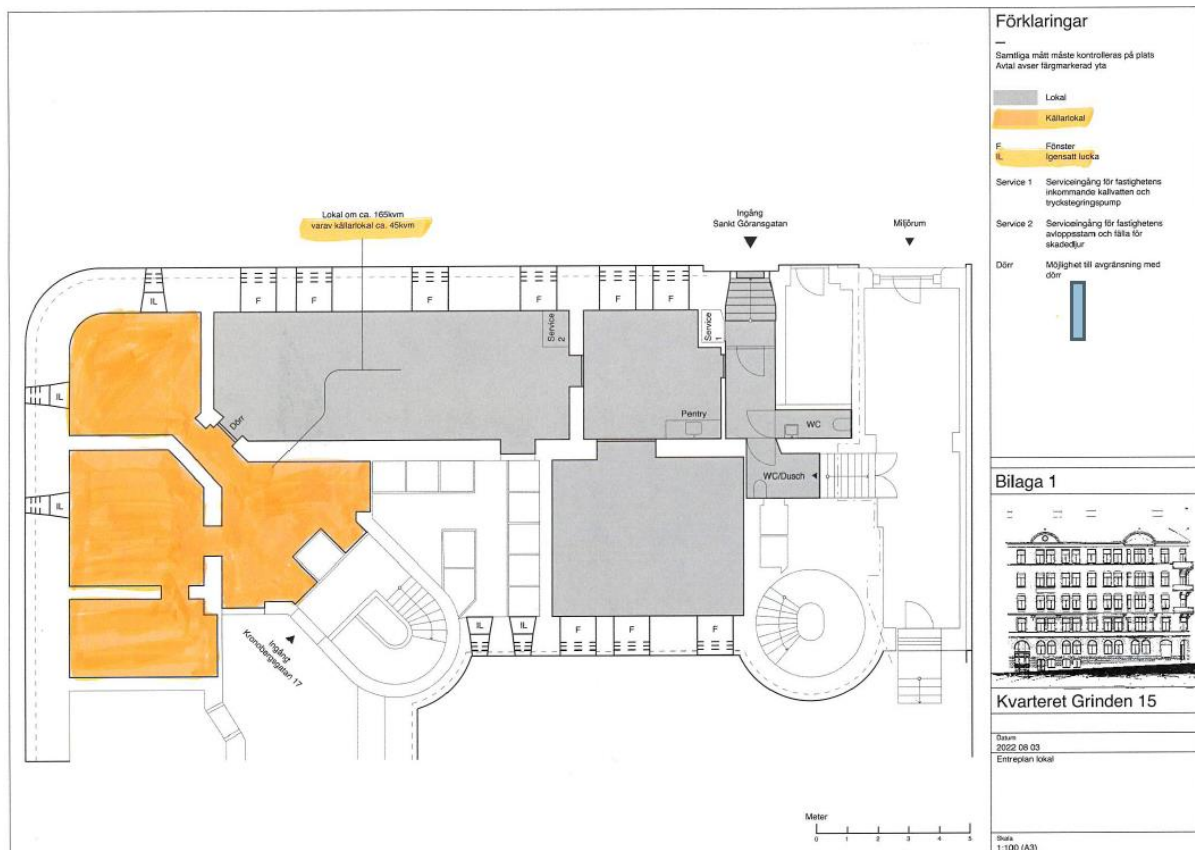 Förklaringar
Samtliga mått måste kontrolleras på plats
Avtal avser färgmarkerad yta
Lokal
Källarlokal
F Fönster
IL Igensatt lucka
Service 1 Serviceingång för fastighetens
inkommande kallvatten och
tryckstegringspump
Service 2 Serviceingång för fastighetens
avloppsstam och fälla för
skadedjur
Dörr Möjlighet till avgränsning med
dörr
Lokal om ca. 165kvm
varav källarlokal ca. 45kvm
Ingång
Sankt Göransgatan
Miljörum
IL
F
F
F
F
F
F
Service
2
Service
1
IL
Dörr
Pentry
WC
WC/Dusch
IL
IL
IL
F
F
F
Ingång
Kronobergsgatan 17
Bilaga 1
Kvarteret Grinden 15
Datum
2022 08 03
Entreplan lokal
Meter
0 1 2 3 4 5
Skala
1:100 (A3)